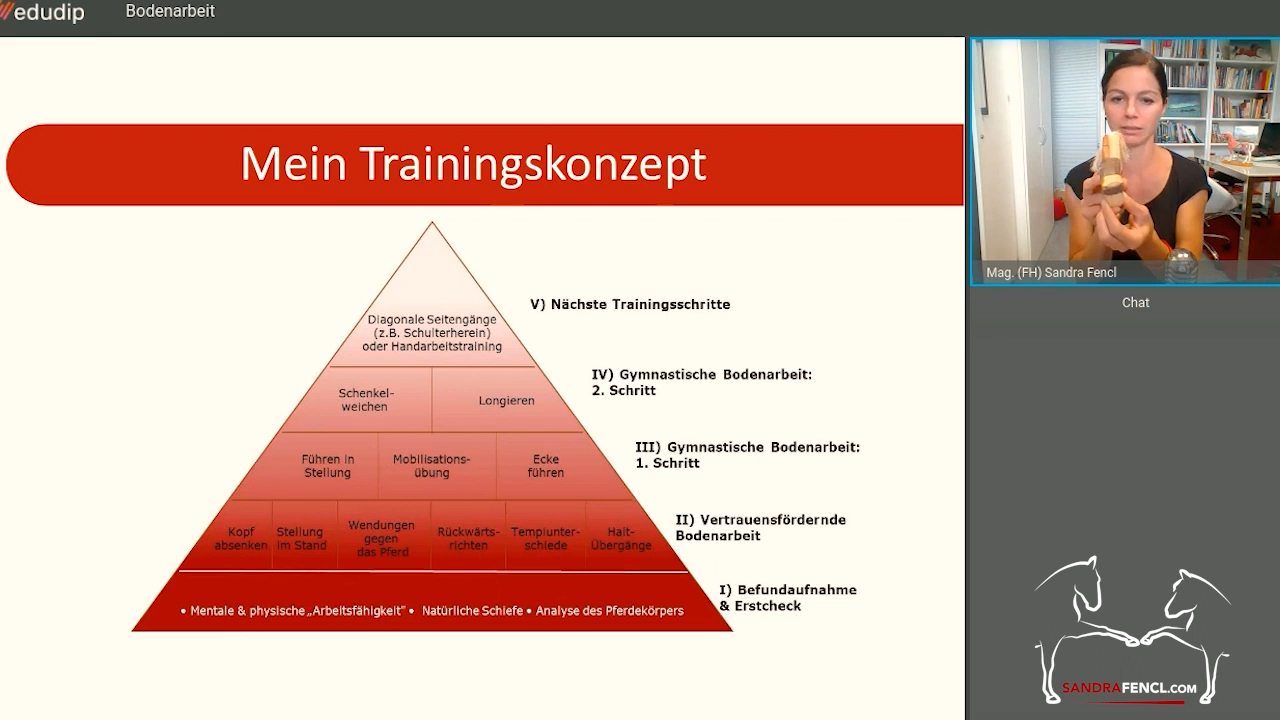 edudip
Bodenarbeit
Mein Trainingskonzept
Diagonale Seitengänge
(z.B. Schulterherein)
oder Handarbeitstraining
V) Nächste Trainingsschritte
Schenkel-
weichen
Longieren
IV) Gymnastische Bodenarbeit:
2. Schritt
Führen in
Stellung
Mobilisations-
übung
Ecke
führen
III) Gymnastische Bodenarbeit:
1. Schritt
Kopf
absenken
Stellung
im Stand
Wendungen
gegen
das Pferd
Rückwärts-
richten
Tempiunter-
schiede
Halt-
Übergänge
II) Vertrauensfördernde
Bodenarbeit
• Mentale & physische „Arbeitsfähigkeit" • Natürliche Schiefe • Analyse des Pferdekörpers
I) Befundaufnahme
& Erstcheck
Mag. (FH) Sandra Fencl
Chat
SANDRAFENCL.COM